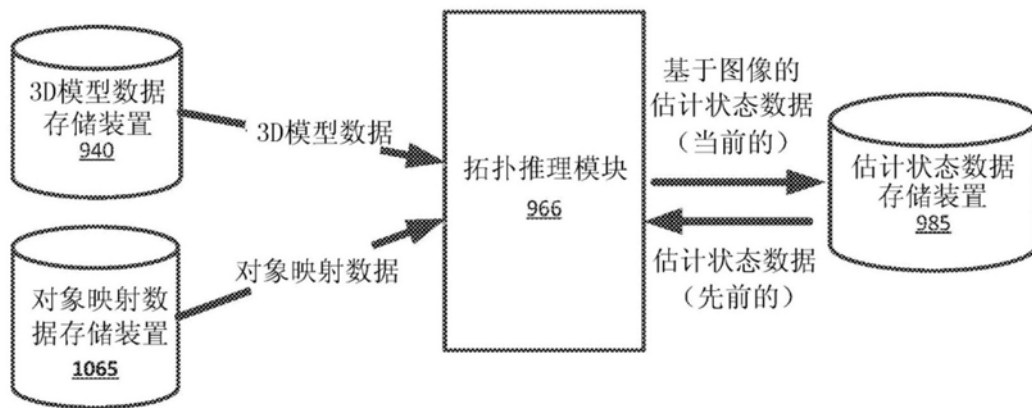 3D模型数据
存储装置
940
3D模型数据
对象映射数
据存储装置
1065
对象映射数据
拓扑推理模块
966
基于图像的
估计状态数据
（当前的）
估计状态数据
（先前的）
估计状态数据
存储装置
985